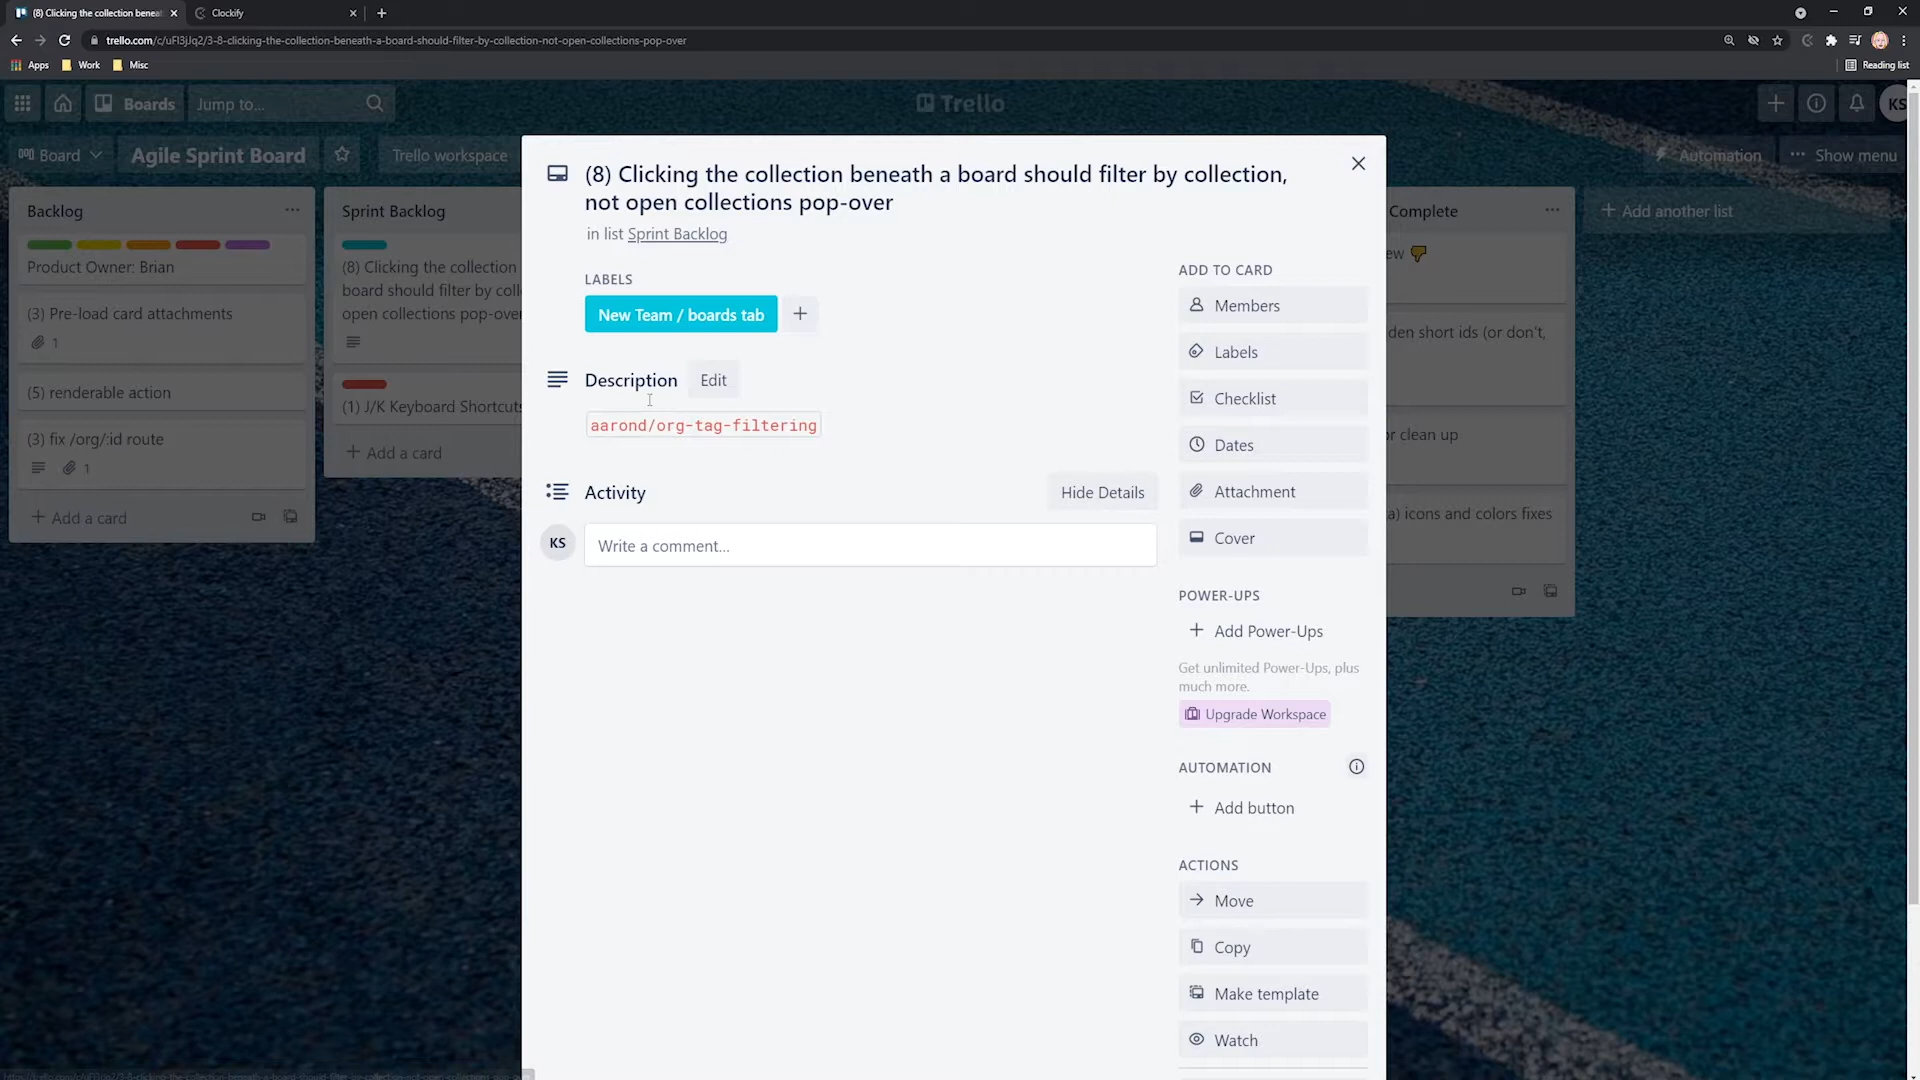 (8) Clicking the collection benea
Clockify
trello.com/c/uFI3jJq2/3-8-clicking-the-collection-beneath-a-board-should-filter-by-collection-not-open-collections-pop-over
Apps
Work
Misc
Reading list
Boards
Jump to...
Trello
KS
Board
Agile Sprint Board
Trello workspace
Automation
Show menu
Backlog
Product Owner: Brian
(3) Pre-load card attachments
1
(5) renderable action
(3) fix /org/:id route
1
+ Add a card
Sprint Backlog
(8) Clicking the collection
board should filter by coll
open collections pop-over
(1) J/K Keyboard Shortcuts
+ Add a card
(8) Clicking the collection beneath a board should filter by collection,
not open collections pop-over
in list Sprint Backlog
LABELS
New Team / boards tab
+
Description
Edit
aarond/org-tag-filtering
Activity
Hide Details
KS
Write a comment...
ADD TO CARD
Members
Labels
Checklist
Dates
Attachment
Cover
POWER-UPS
+ Add Power-Ups
Get unlimited Power-Ups, plus
much more.
Upgrade Workspace
AUTOMATION
+ Add button
ACTIONS
Move
Copy
Make template
Watch
Complete
ew
den short ids (or don't,
or clean up
a) icons and colors fixes
+ Add another list